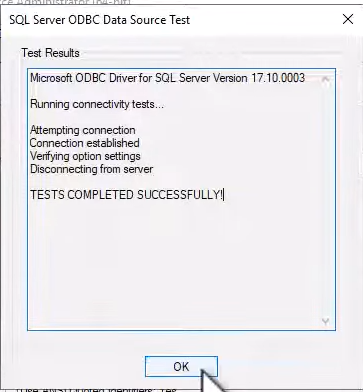 SQL Server ODBC Data Source Test
Test Results
Microsoft ODBC Driver for SQL Server Version 17.10.0003
Running connectivity tests...
Attempting connection
Connection established
Verifying option settings
Disconnecting from server
TESTS COMPLETED SUCCESSFULLY!
OK